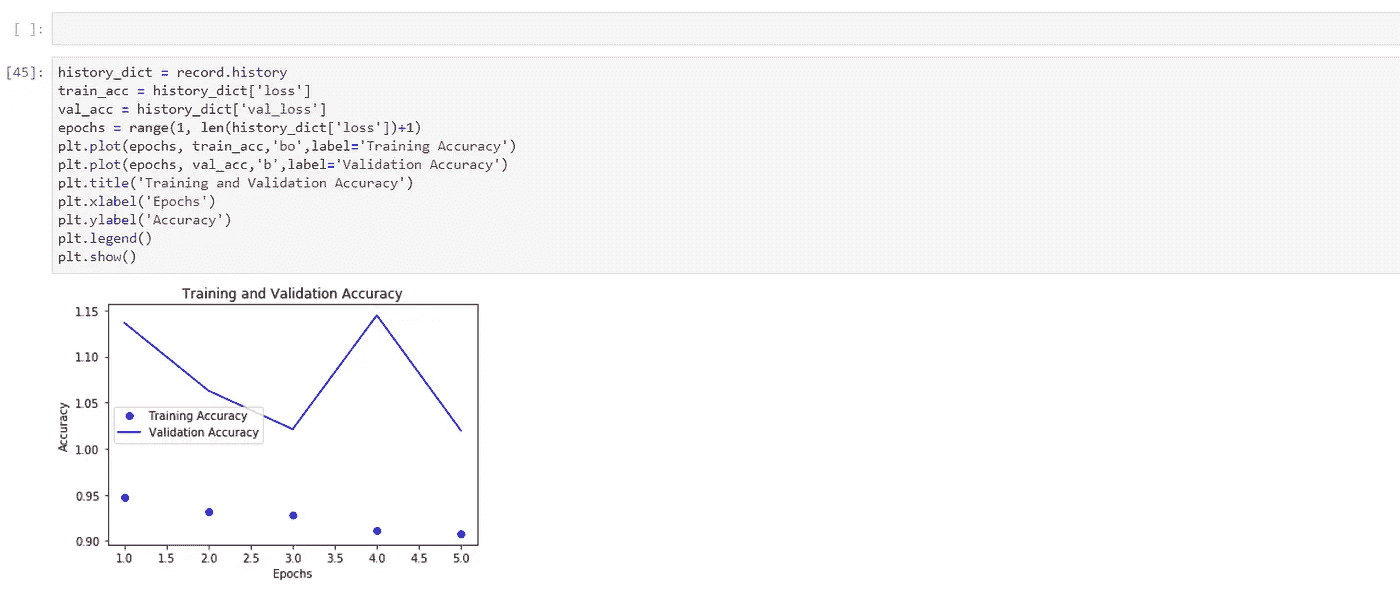 [ ]:
[45]:
history_dict = record.history
train_acc = history_dict['loss']
val_acc = history_dict['val_loss']
epochs = range(1, len(history_dict['loss'])+1)
plt.plot(epochs, train_acc,'bo',label='Training Accuracy')
plt.plot(epochs, val_acc,'b',label='Validation Accuracy')
plt.title('Training and Validation Accuracy')
plt.xlabel('Epochs')
plt.ylabel('Accuracy')
plt.legend()
plt.show()
Training and Validation Accuracy
1.15
1.10
1.05
1.00
0.95
0.90
Accuracy
Training Accuracy
Validation Accuracy
1.0 1.5 2.0 2.5 3.0 3.5 4.0 4.5 5.0
Epochs